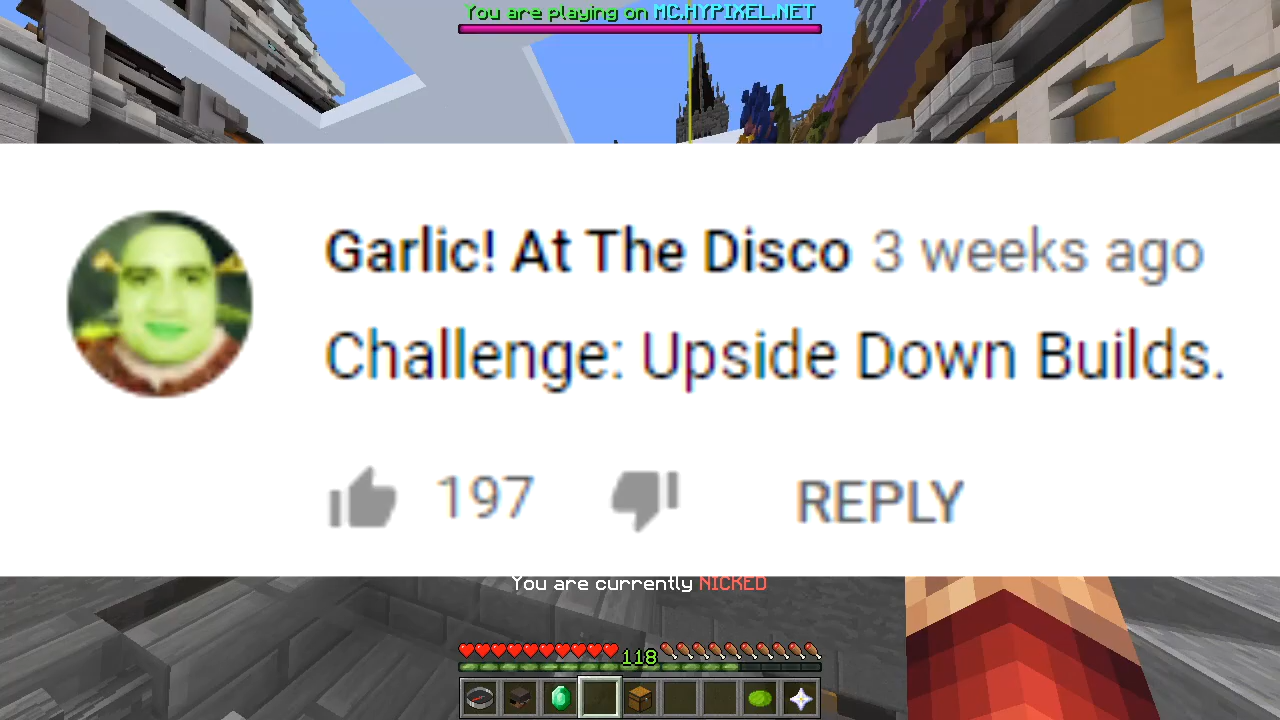 You are playing on MC.HYPIXEL.NET
Garlic! At The Disco 3 weeks ago
Challenge: Upside Down Builds.
197 REPLY
You are currently NICKED
118